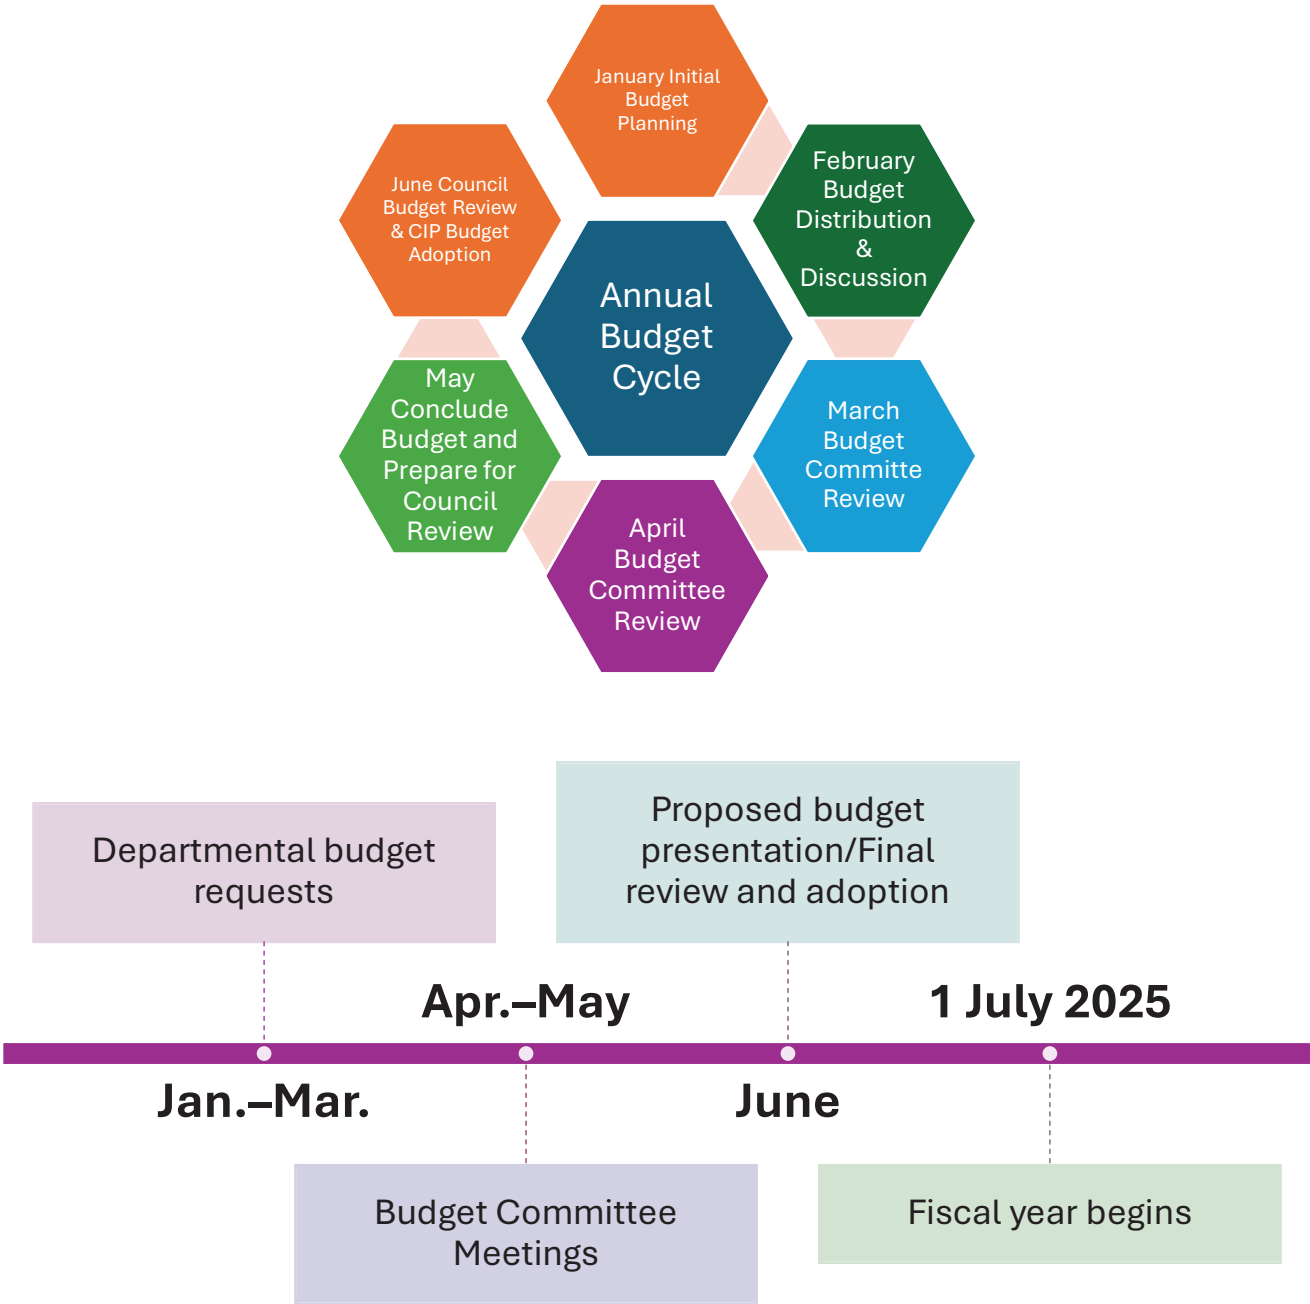 January Initial
Budget
Planning
February
Budget
Distribution
&
Discussion
March
Budget
Committe
Review
April
Budget
Committee
Review
May
Conclude
Budget and
Prepare for
Council
Review
June Council
Budget Review
& CIP Budget
Adoption
Annual
Budget
Cycle
Departmental budget
requests
Jan.–Mar.
Apr.–May
Budget Committee
Meetings
Proposed budget
presentation/Final
review and adoption
June
1 July 2025
Fiscal year begins